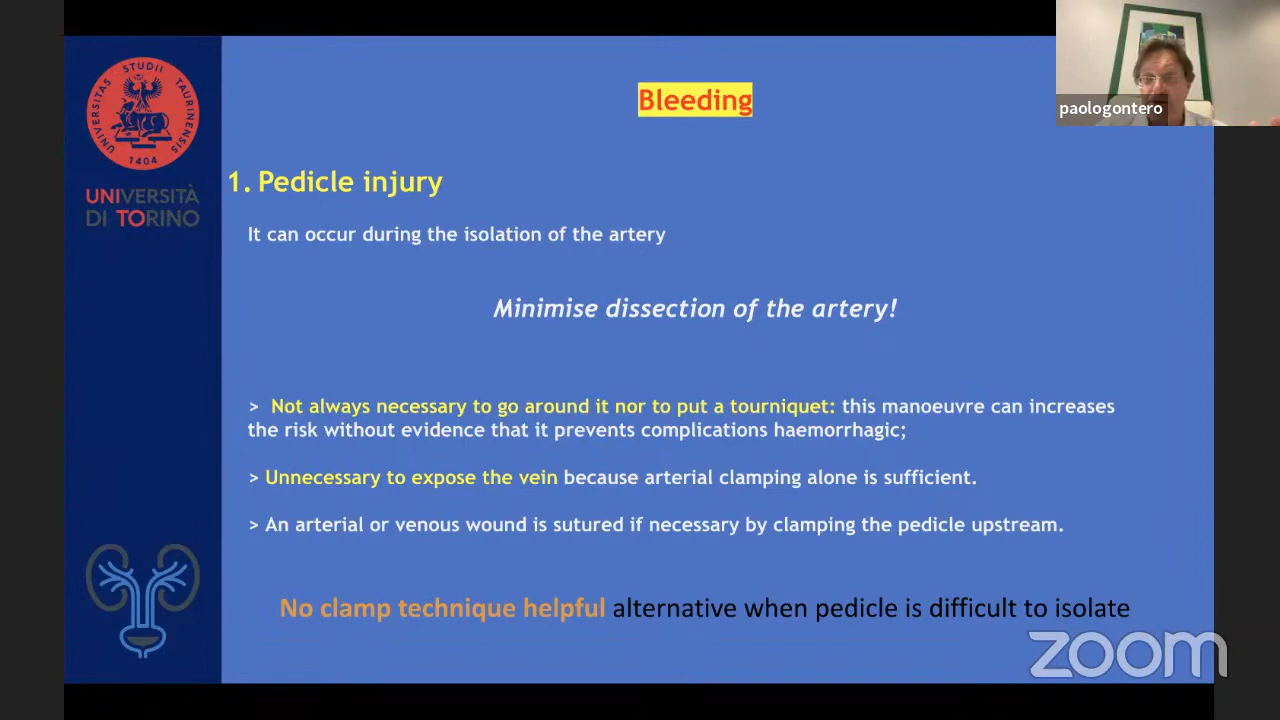 Bleeding
paologontero
UNIVERSITAS STUDII TAURINENSIS
1404
UNIVERSITÀ
DI TORINO
1. Pedicle injury
It can occur during the isolation of the artery
Minimise dissection of the artery!
> Not always necessary to go around it nor to put a tourniquet: this manoeuvre can increases
the risk without evidence that it prevents complications haemorrhagic;
> Unnecessary to expose the vein because arterial clamping alone is sufficient.
> An arterial or venous wound is sutured if necessary by clamping the pedicle upstream.
No clamp technique helpful alternative when pedicle is difficult to isolate
zoom